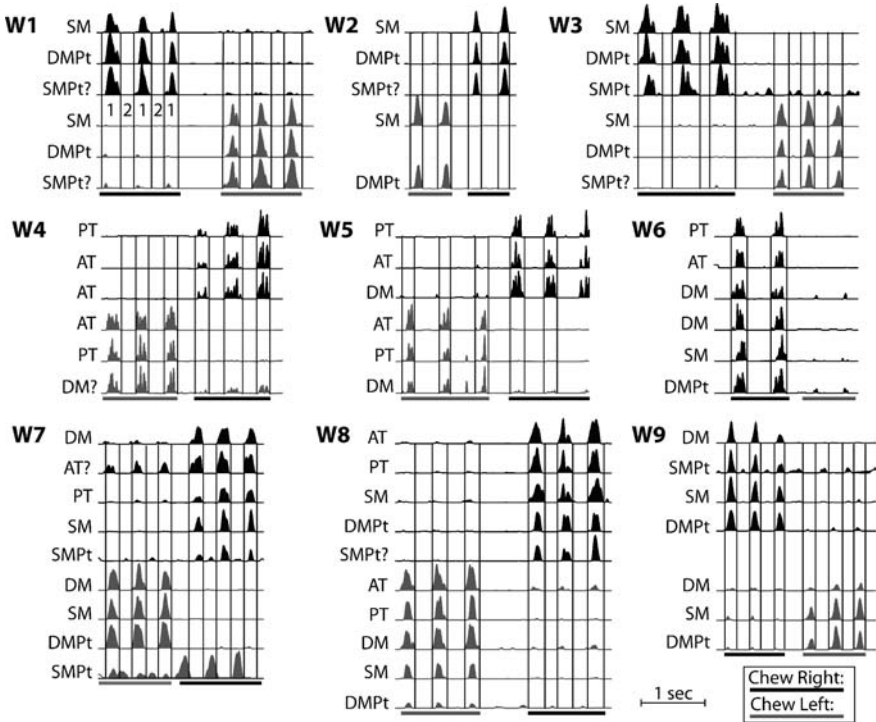 W1
SM
DMPt
SMPt?
1 2 1 2 1
SM
DMPt
SMPt?
W2
SM
DMPt
SMPt?
SM
DMPt
W3
SM
DMPt
SMPt?
SM
DMPt
SMPt?
W4
PT
AT
AT
AT
PT
DM?
W5
PT
AT
DM
AT
PT
DM
W6
PT
AT
DM
DM
SM
DMPt
W7
DM
AT?
PT
SM
SMPt
DM
SM
DMPt
SMPt
W8
AT
PT
SM
DMPt
SMPt?
AT
PT
DM
SM
DMPt
W9
DM
SMPt
SM
DMPt
DM
SM
DMPt
1 sec
Chew Right:
Chew Left: